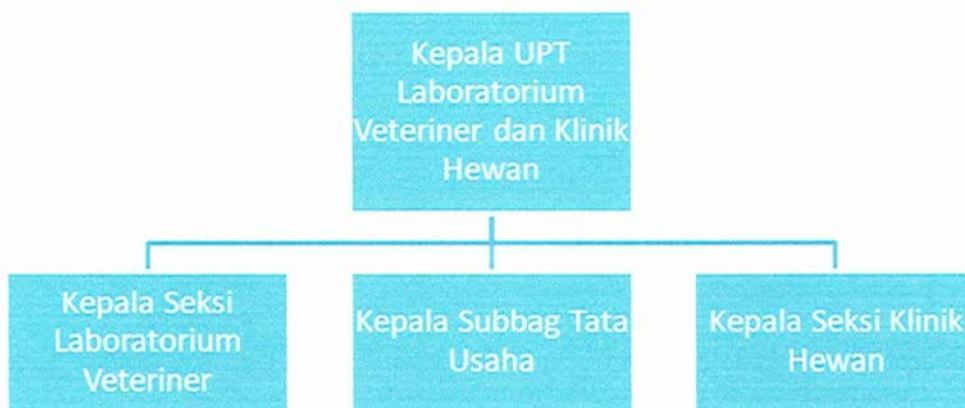 Kepala UPT
Laboratorium
Veteriner dan Klinik
Hewan
Kepala Seksi
Laboratorium
Veteriner
Kepala Subbag Tata
Usaha
Kepala Seksi Klinik
Hewan